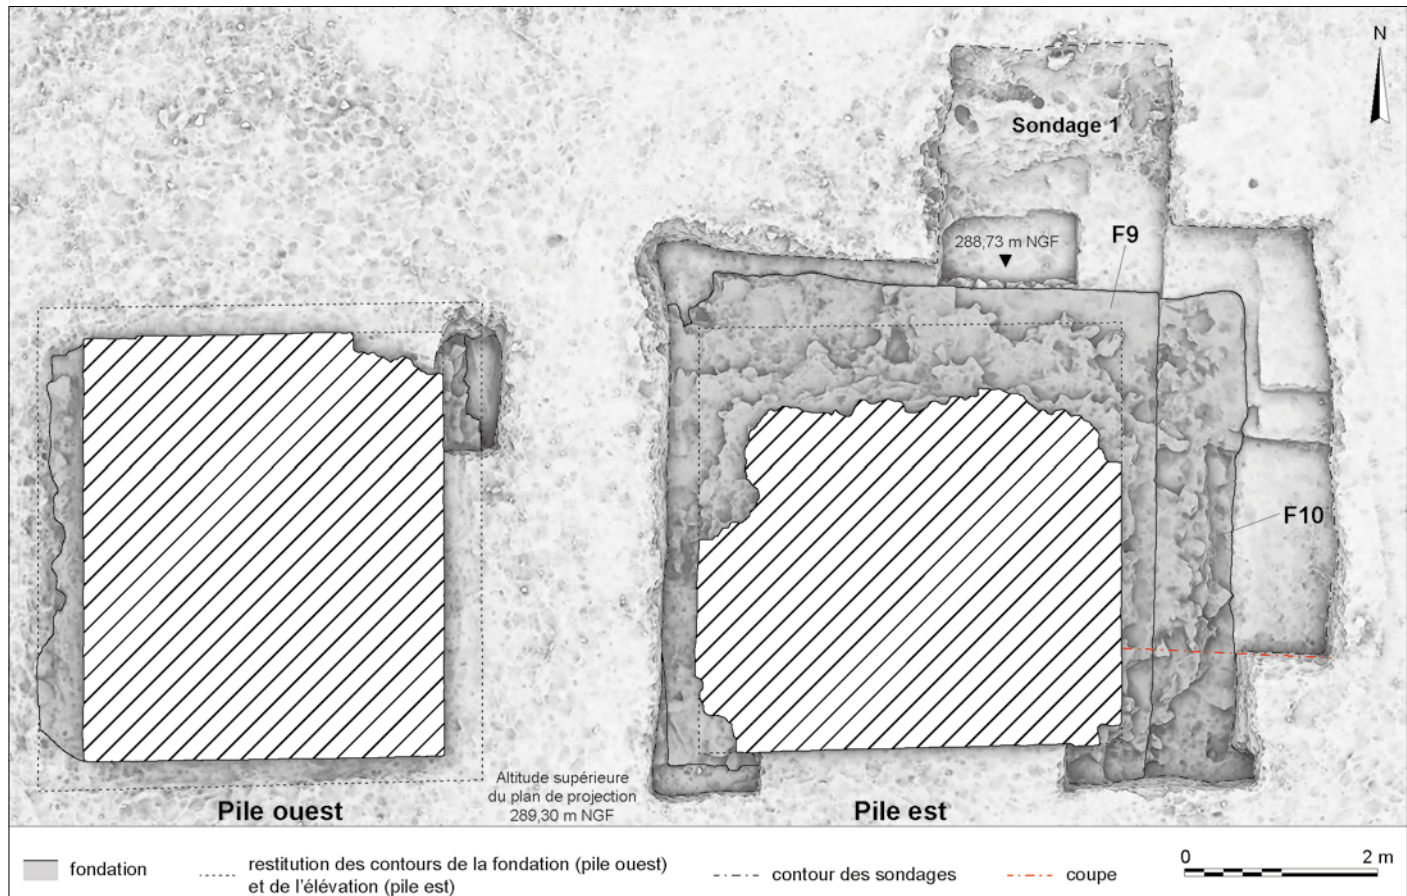 N
Sondage 1
288,73 m NGF
F9
F10
Altitude supérieure
du plan de projection
289,30 m NGF
Pile ouest
Pile est
fondation
restitution des contours de la fondation (pile ouest)
et de l'élévation (pile est)
contour des sondages
coupe
0 2 m